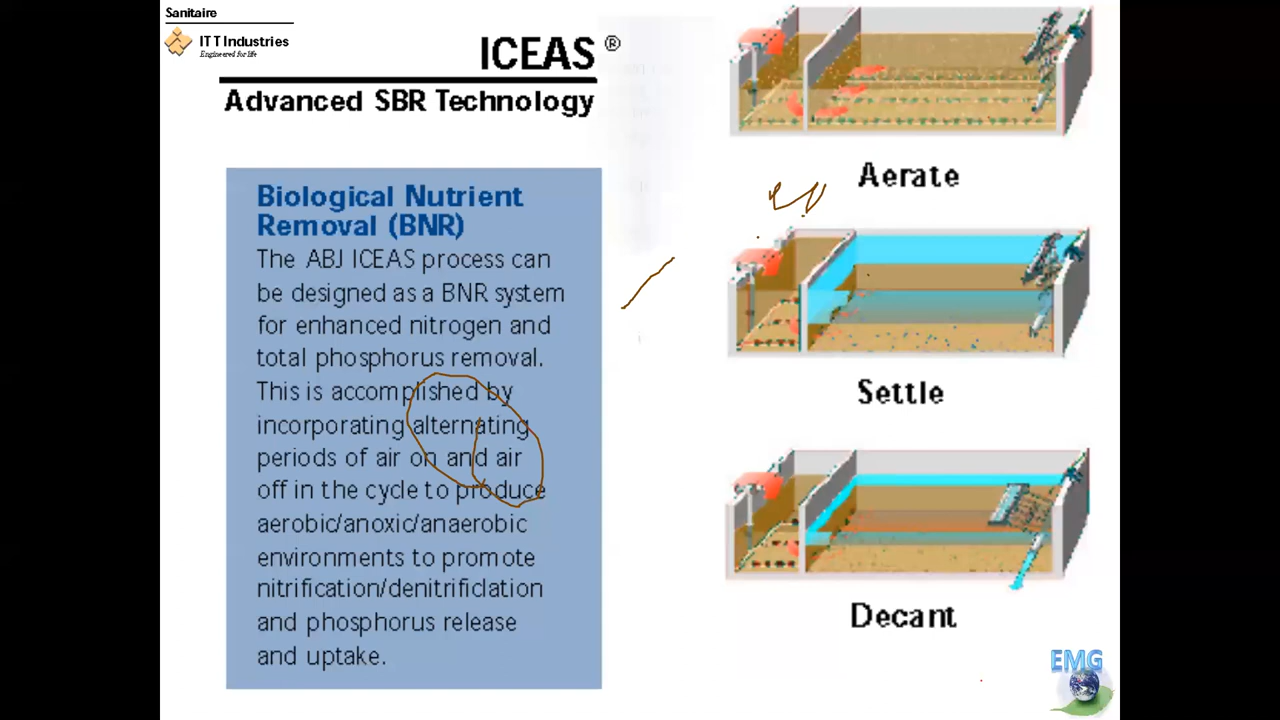 Sanitaire
ITT Industries
Engineered for life
ICEAS ®
Advanced SBR Technology
Biological Nutrient
Removal (BNR)
The ABJ ICEAS process can
be designed as a BNR system
for enhanced nitrogen and
total phosphorus removal.
This is accomplished by
incorporating alternating
periods of air on and air
off in the cycle to produce
aerobic/anoxic/anaerobic
environments to promote
nitrification/denitrificlation
and phosphorus release
and uptake.
Aerate
Settle
Decant
EMG